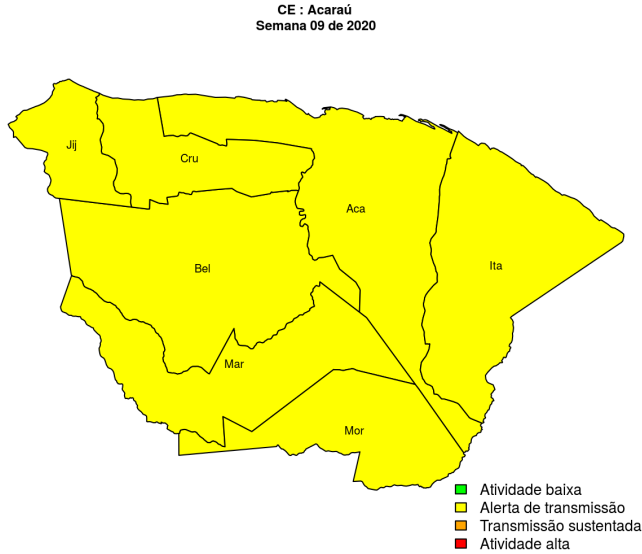 CE : Acaraú
Semana 09 de 2020
Jij
Cru
Aca
Bel
Ita
Mar
Mor
Atividade baixa
Alerta de transmissão
Transmissão sustentada
Atividade alta